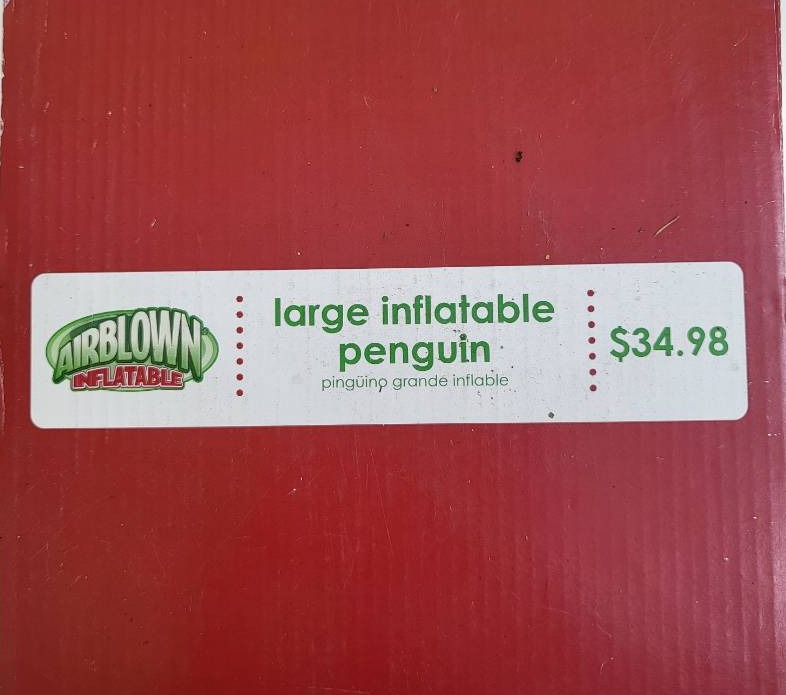 AIRBLOWN
INFLATABLE
large inflatable
penguin
pingüino grande inflable
$34.98